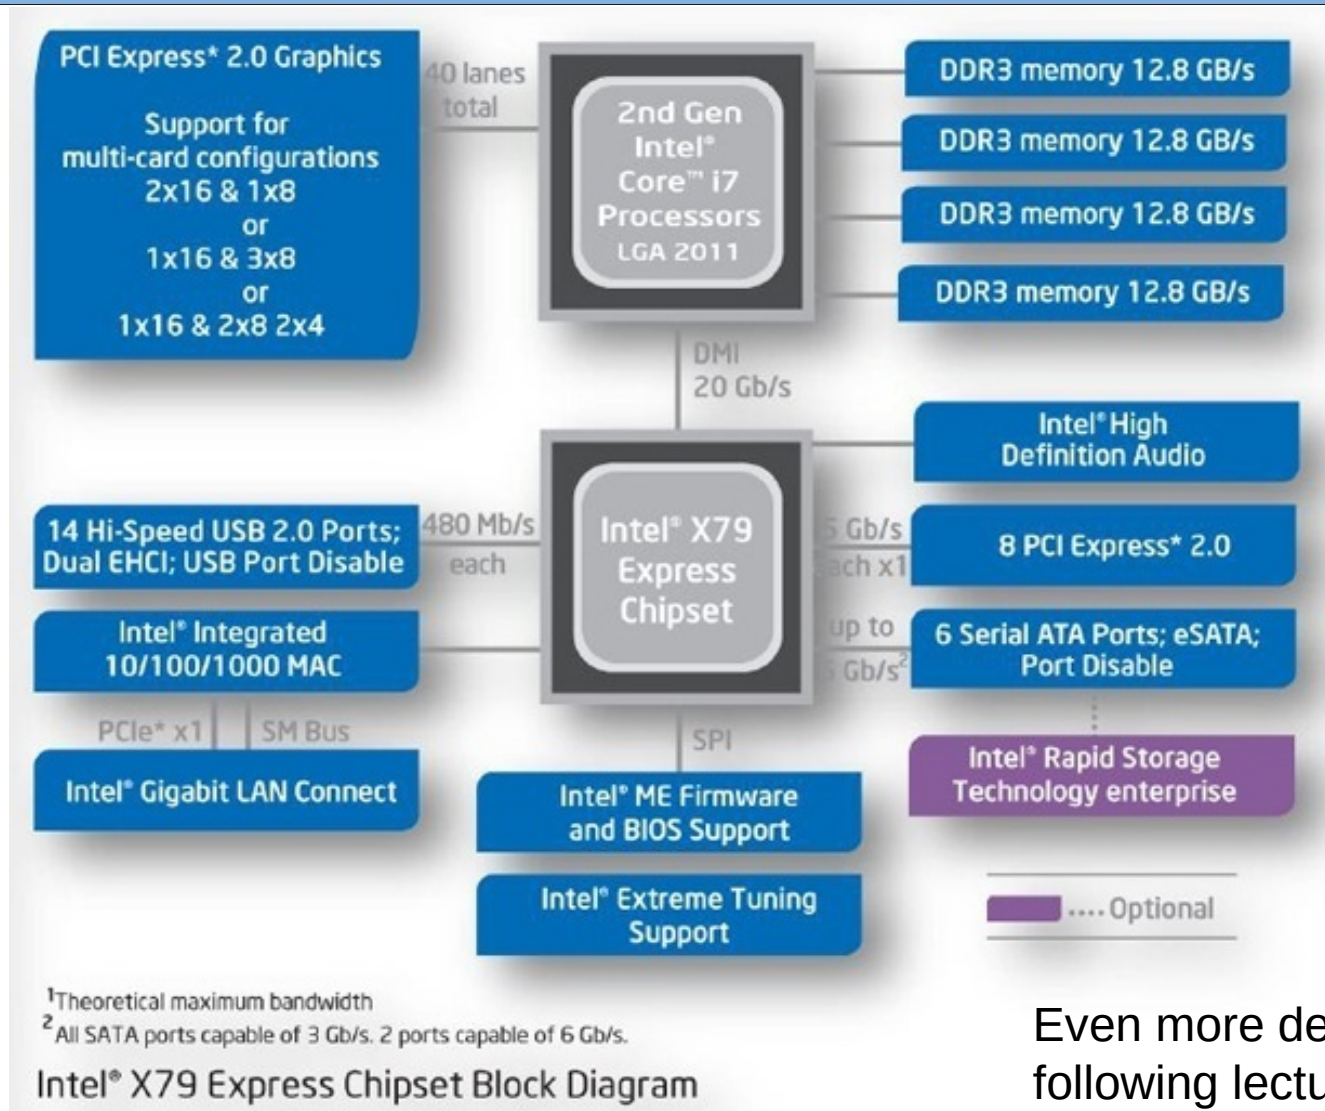 PCI Express* 2.0 Graphics
Support for
multi-card configurations
2x16 & 1x8
or
1x16 & 3x8
or
1x16 & 2x8 2x4
40 lanes
total
2nd Gen
Intel®
Core™ i7
Processors
LGA 2011
DDR3 memory 12.8 GB/s
DDR3 memory 12.8 GB/s
DDR3 memory 12.8 GB/s
DDR3 memory 12.8 GB/s
DMI
20 Gb/s
Intel® High
Definition Audio
14 Hi-Speed USB 2.0 Ports;
Dual EHCI; USB Port Disable
480 Mb/s
each
Intel® X79
Express
Chipset
5 Gb/s
each x1
8 PCI Express* 2.0
Intel® Integrated
10/100/1000 MAC
up to
6 Gb/s²
6 Serial ATA Ports; eSATA;
Port Disable
PCIe* x1
SM Bus
SPI
Intel® Gigabit LAN Connect
Intel® ME Firmware
and BIOS Support
Intel® Rapid Storage
Technology enterprise
Intel® Extreme Tuning
Support
Optional
¹Theoretical maximum bandwidth
²All SATA ports capable of 3 Gb/s. 2 ports capable of 6 Gb/s.
Intel® X79 Express Chipset Block Diagram
Even more
following